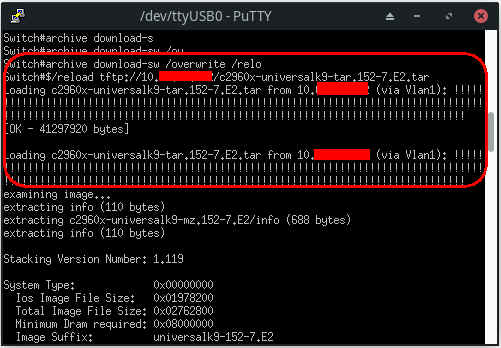 /dev/ttyUSB0 - PuTTY
Switch#archive download-s
Switch#archive download-sw /ou
Switch#archive download-sw /overwrite /relo
Switch#$/reload tftp://10. /c2960x-universalk9-tar.152-7.E2.tar
Loading c2960x-universalk9-tar.152-7.E2.tar from 10. (via Vlan1): !!!!!
!!!!!!!!!!!!!!!!!!!!!!!!!!!!!!!!!!!!!!!!!!!!!!!!!!!!!!!!!!!!!!!!!!!!!!!!!!!!!!!!
!!!!!!!!!!!!!!!!!!!!!!!!!!!!!!!!!!!!!!!!!!!!!!!!!!!!!!!!!!!!!!!!!!!!!!!!!!!!!
[OK - 41297920 bytes]
Loading c2960x-universalk9-tar.152-7.E2.tar from 10. (via Vlan1): !!!!!
!!!!!!!!!!!!!!!!!!!!!!!!!!!!!!!!!!!!!!!!!!!!!!!!!!!!!!!!!!!!!!!!!!!!!!!!!!!!!!!!
!!!!!!!!!!!!!!!!!!!!!!!!!!!!!!!!!!!!!!!!!!!!!!!!!!!!!!!!!!!!!!!!!!!!!!!!!!!!!
examining image...
extracting info (110 bytes)
extracting c2960x-universalk9-mz.152-7.E2/info (688 bytes)
extracting info (110 bytes)
Stacking Version Number: 1.119
System Type: 0x00000000
Ios Image File Size: 0x01978200
Total Image File Size: 0x02762800
Minimum Dram required: 0x08000000
Image Suffix: universalk9-152-7.E2